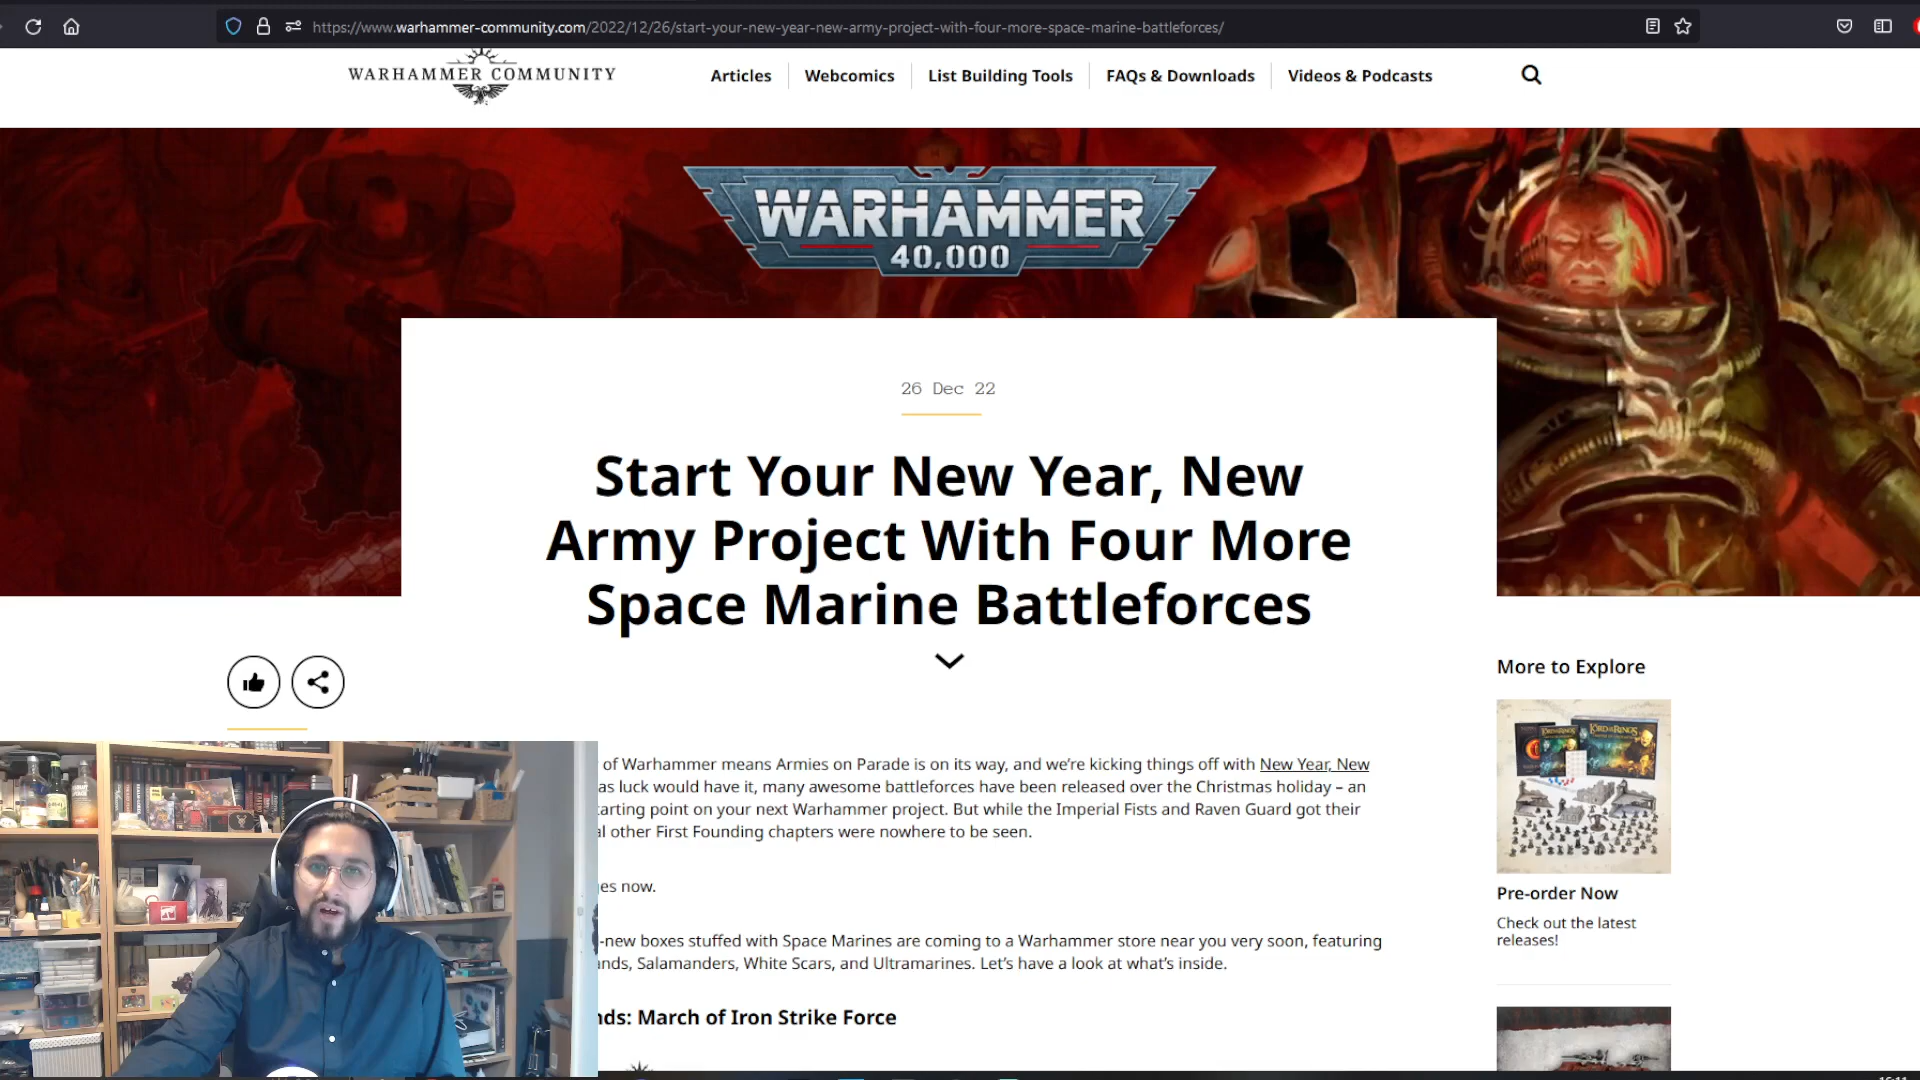 https://www.warhammer-community.com/2022/12/26/start-your-new-year-new-army-project-with-four-more-space-marine-battleforces/
WARHAMMER COMMUNITY
Articles
Webcomics
List Building Tools
FAQs & Downloads
Videos & Podcasts
WARHAMMER
40,000
26 Dec 22
Start Your New Year, New
Army Project With Four More
Space Marine Battleforces
More to Explore
THE LORD OF THE RINGS
Pre-order Now
Check out the latest
releases!
of Warhammer means Armies on Parade is on its way, and we’re kicking things off with New Year, New
as luck would have it, many awesome battleforces have been released over the Christmas holiday – an
point on your next Warhammer project. But while the Imperial Fists and Raven Guard got their
other First Founding chapters were nowhere to be seen.
now.
-new boxes stuffed with Space Marines are coming to a Warhammer store near you very soon, featuring
Salamanders, White Scars, and Ultramarines. Let’s have a look at what’s inside.
March of Iron Strike Force